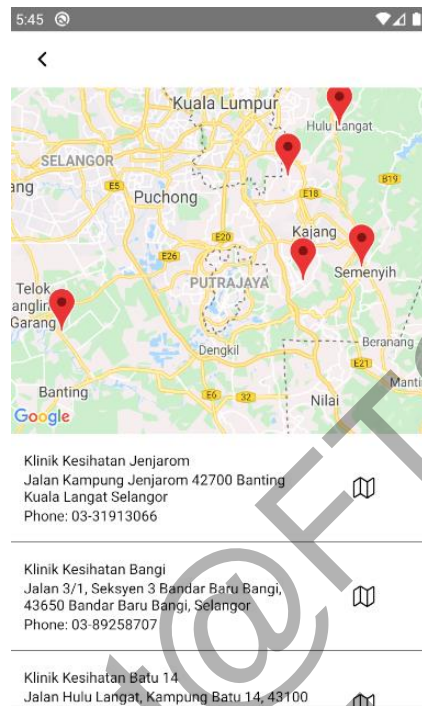 5:45
Kuala Lumpur
Hulu Langat
SELANGOR
ang
E5
Puchong
E18
B19
Kajang
E20
E26
PUTRAJAYA
Semenyih
Telok
Garang
Dengkil
Beranang
E21
Banting
E6
32
Nilai
Manti
Google
Klinik Kesihatan Jenjarom
Jalan Kampung Jenjarom 42700 Banting
Kuala Langat Selangor
Phone: 03-31913066
Klinik Kesihatan Bangi
Jalan 3/1, Seksyen 3 Bandar Baru Bangi,
43650 Bandar Baru Bangi, Selangor
Phone: 03-89258707
Klinik Kesihatan Batu 14
Jalan Hulu Langat, Kampung Batu 14, 43100